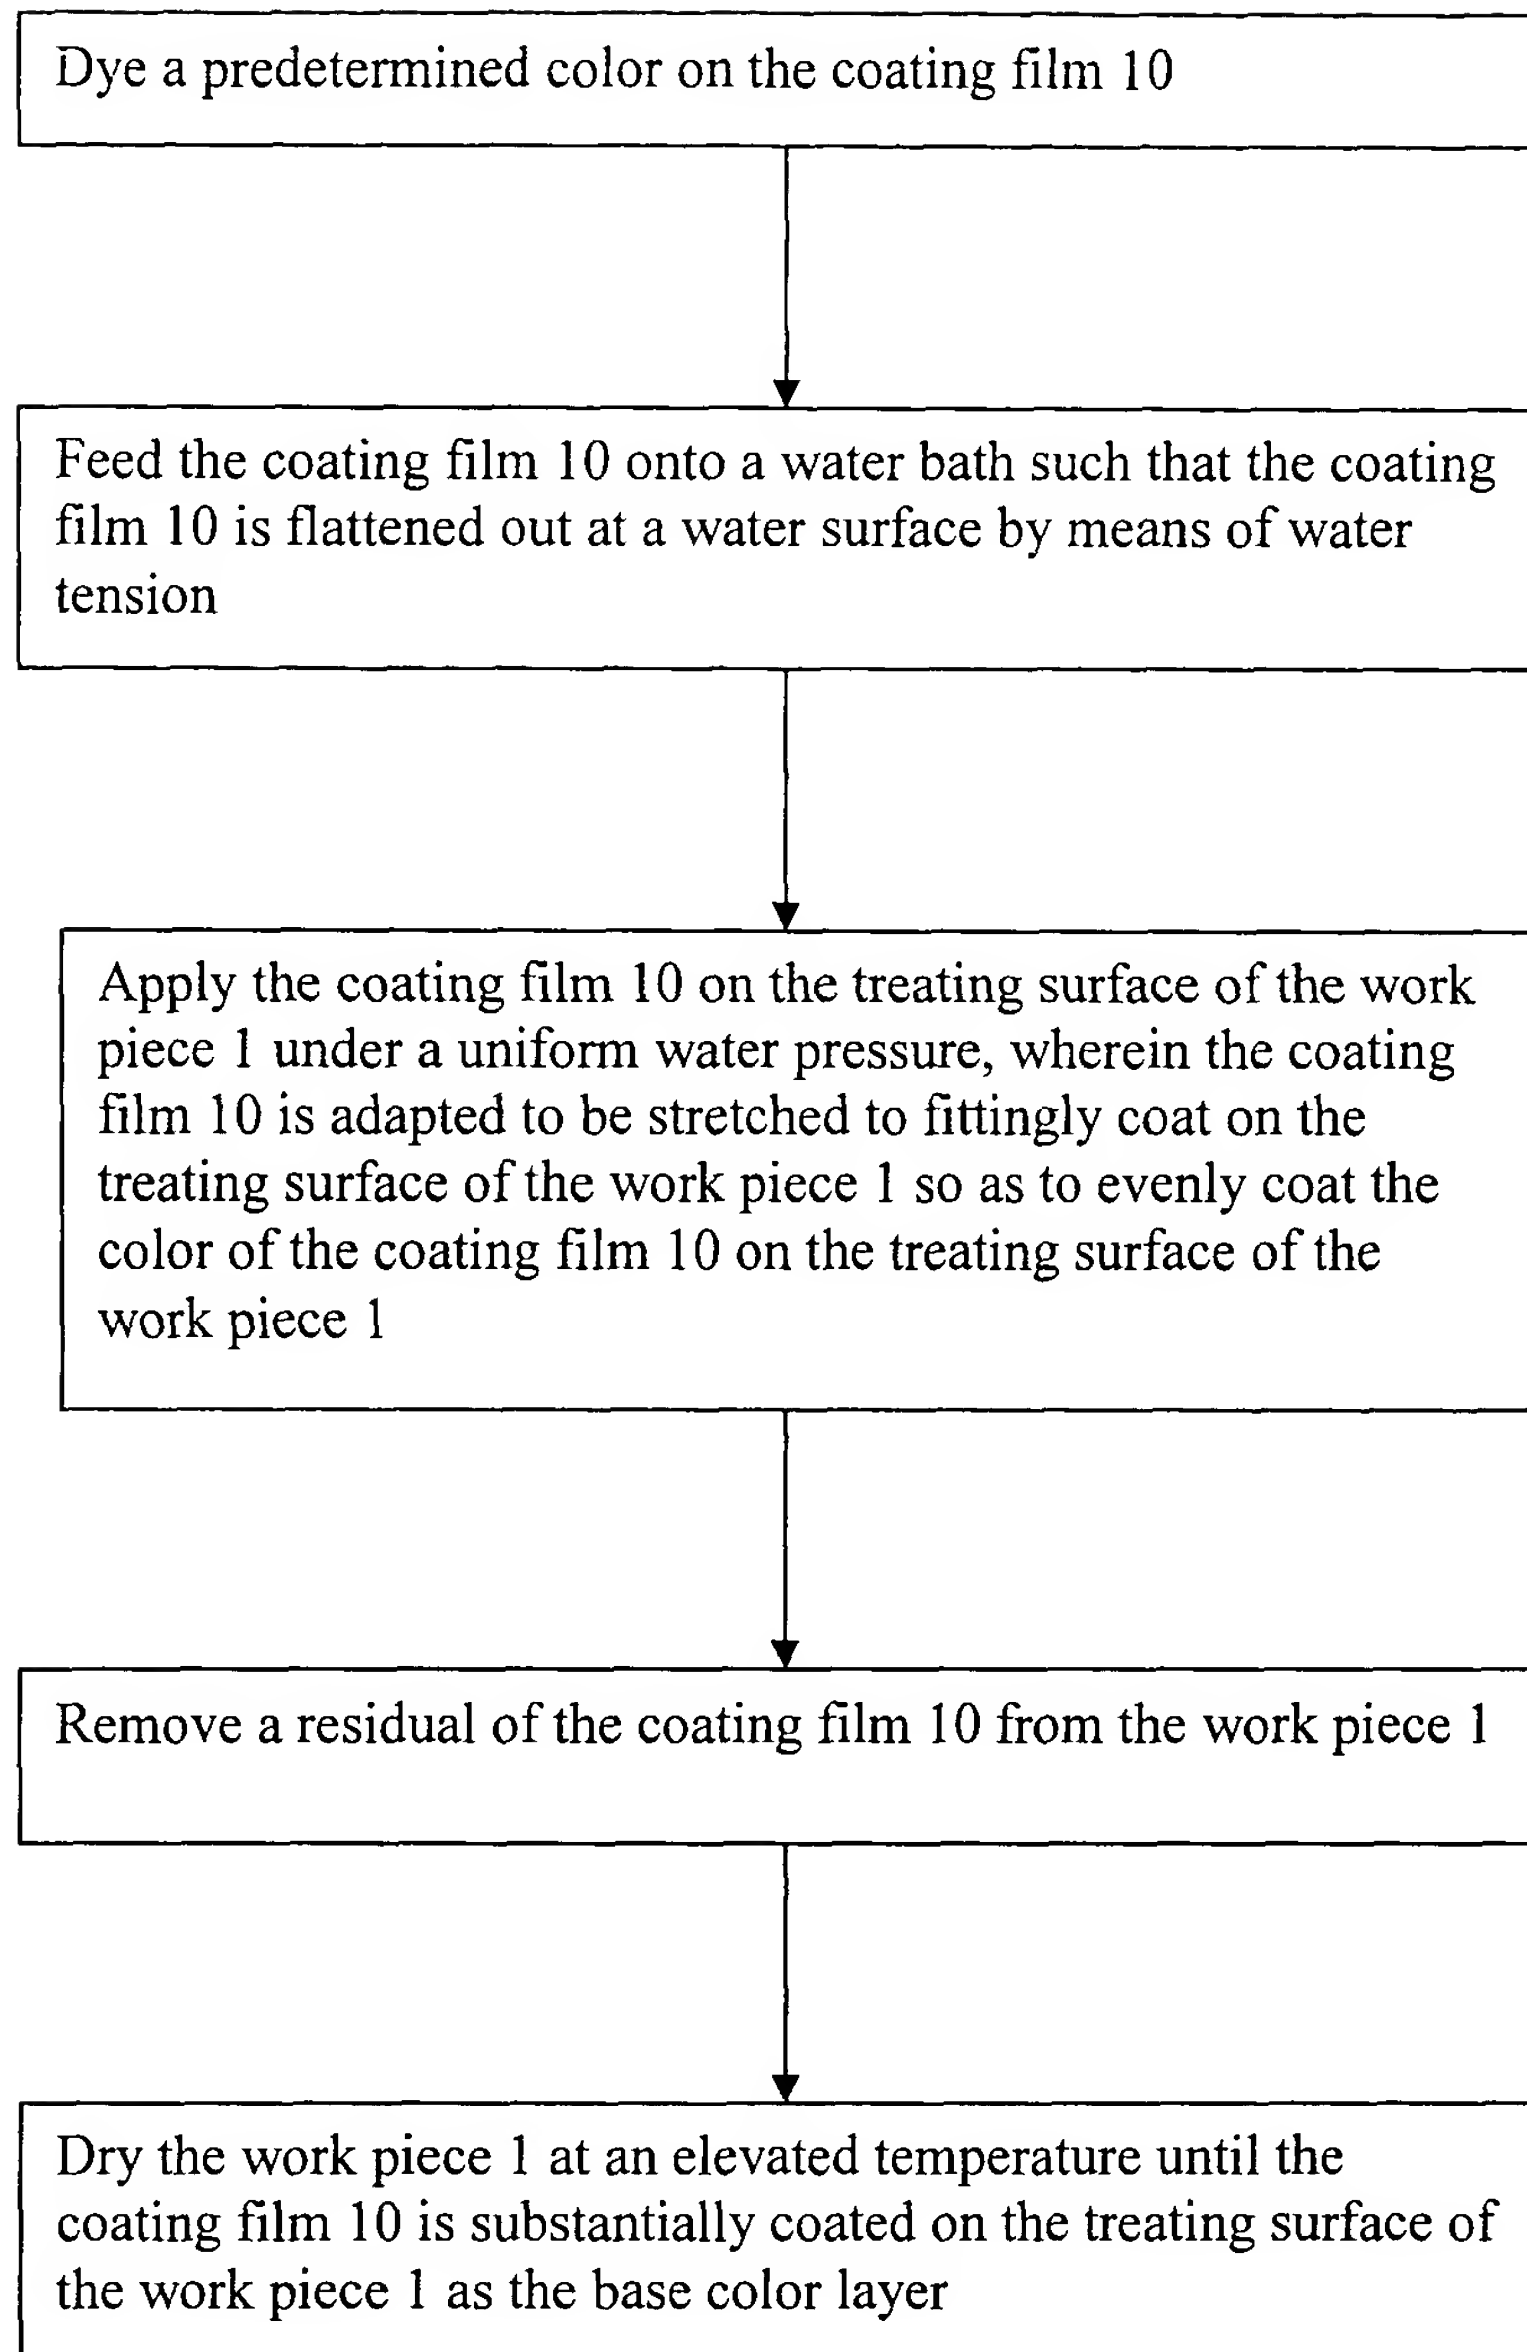 Dye a predetermined color on the coating film 10
Feed the coating film 10 onto a water bath such that the coating
film 10 is flattened out at a water surface by means of water
tension
Apply the coating film 10 on the treating surface of the work
piece 1 under a uniform water pressure, wherein the coating
film 10 is adapted to be stretched to fittingly coat on the
treating surface of the work piece 1 so as to evenly coat the
color of the coating film 10 on the treating surface of the
work piece 1
Remove a residual of the coating film 10 from the work piece 1
Dry the work piece 1 at an elevated temperature until the
coating film 10 is substantially coated on the treating surface of
the work piece 1 as the base color layer